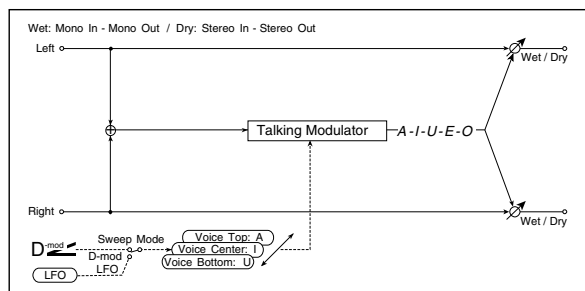 Wet: Mono In - Mono Out / Dry: Stereo In - Stereo Out
Left
Wet / Dry
Talking Modulator
A-I-U-E-O
Right
Wet / Dry
D-mod
Sweep Mode
D-mod
LFO
LFO
Voice Top: A
Voice Center: I
Voice Bottom: U